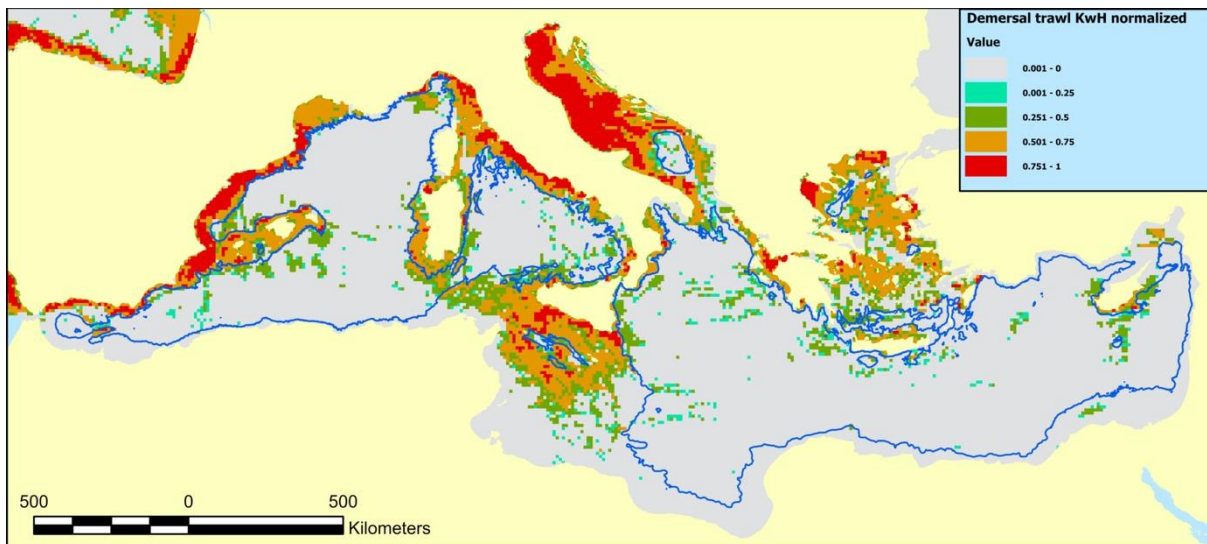 Demersal trawl KwH normalized
Value
0.001 - 0
0.001 - 0.25
0.251 - 0.5
0.501 - 0.75
0.751 - 1
500 0 500
Kilometers